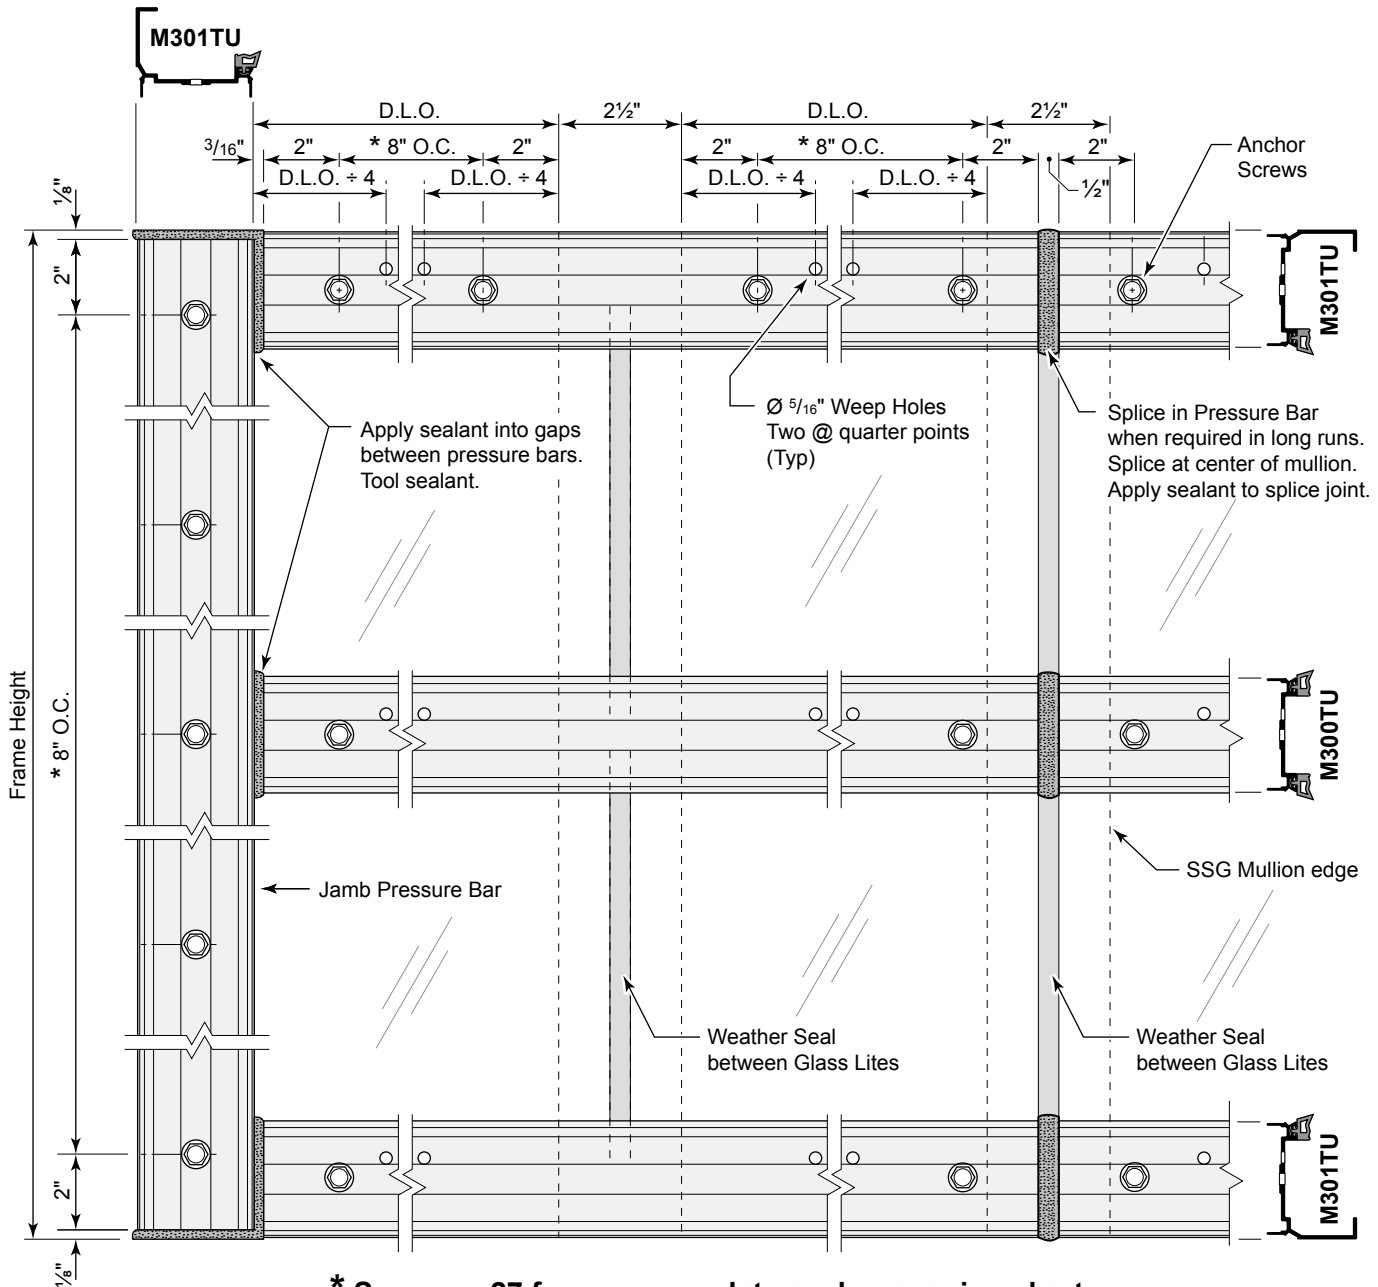 M301TU
D.L.O.
2½"
D.L.O.
2½"
3/16"
2"
* 8" O.C.
2"
2"
* 8" O.C.
2"
2"
D.L.O. ÷ 4
D.L.O. ÷ 4
D.L.O. ÷ 4
D.L.O. ÷ 4
½"
Anchor
Screws
⅛"
2"
M301TU
Apply sealant into gaps
between pressure bars.
Tool sealant.
Ø 5/16" Weep Holes
Two @ quarter points
(Typ)
Splice in Pressure Bar
when required in long runs.
Splice at center of mullion.
Apply sealant to splice joint.
Frame Height
* 8" O.C.
M300TU
Jamb Pressure Bar
SSG Mullion edge
Weather Seal
between Glass Lites
Weather Seal
between Glass Lites
2"
M301TU
⅛"